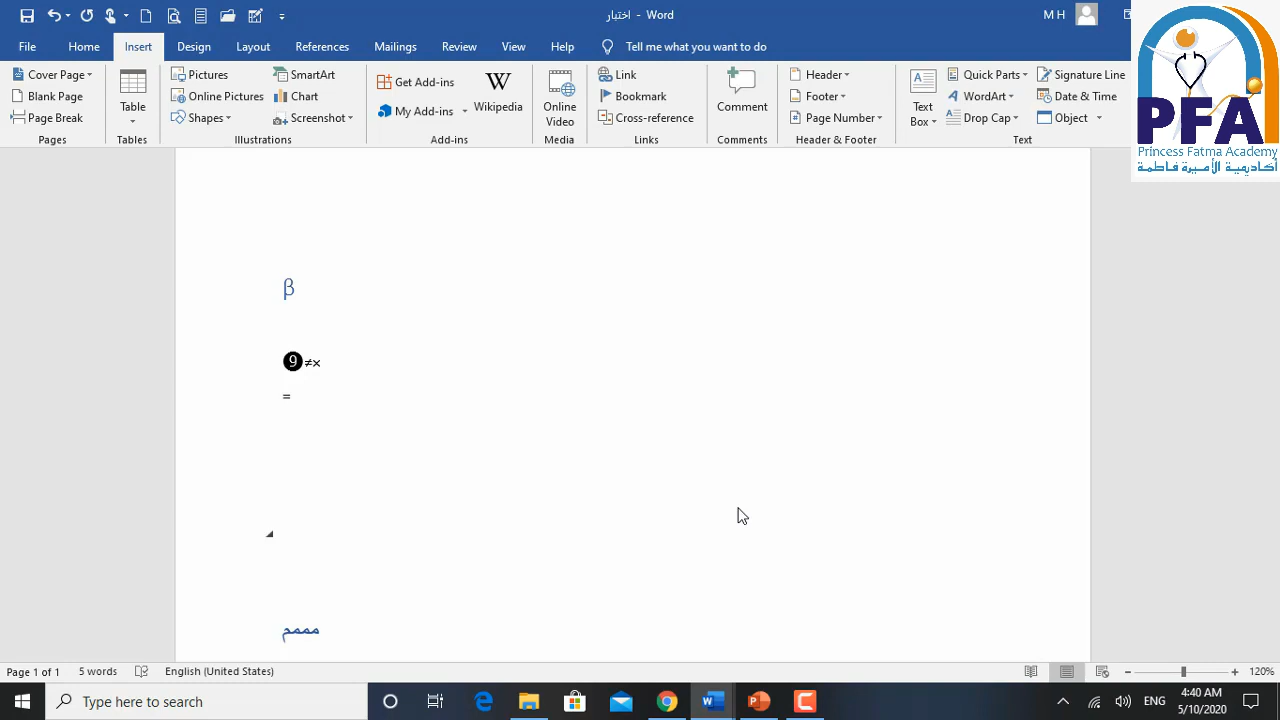 اختبار - Word
M H
File Home Insert Design Layout References Mailings Review View Help Tell me what you want to do
Cover Page
Blank Page
Page Break
Pages
Table
Tables
Pictures
Online Pictures
Shapes
SmartArt
Chart
Screenshot
Illustrations
Get Add-ins
My Add-ins
Wikipedia
Add-ins
Online Video
Media
Link
Bookmark
Cross-reference
Links
Comment
Comments
Header
Footer
Page Number
Header & Footer
Text Box
Quick Parts
WordArt
Drop Cap
Signature Line
Date & Time
Object
Text
PFA
Princess Fatma Academy
أكاديمية الأميرة فاطمة
β
❾≠×
=
مممم
Page 1 of 1 5 words English (United States) 120%
Type here to search
ENG
4:40 AM
5/10/2020